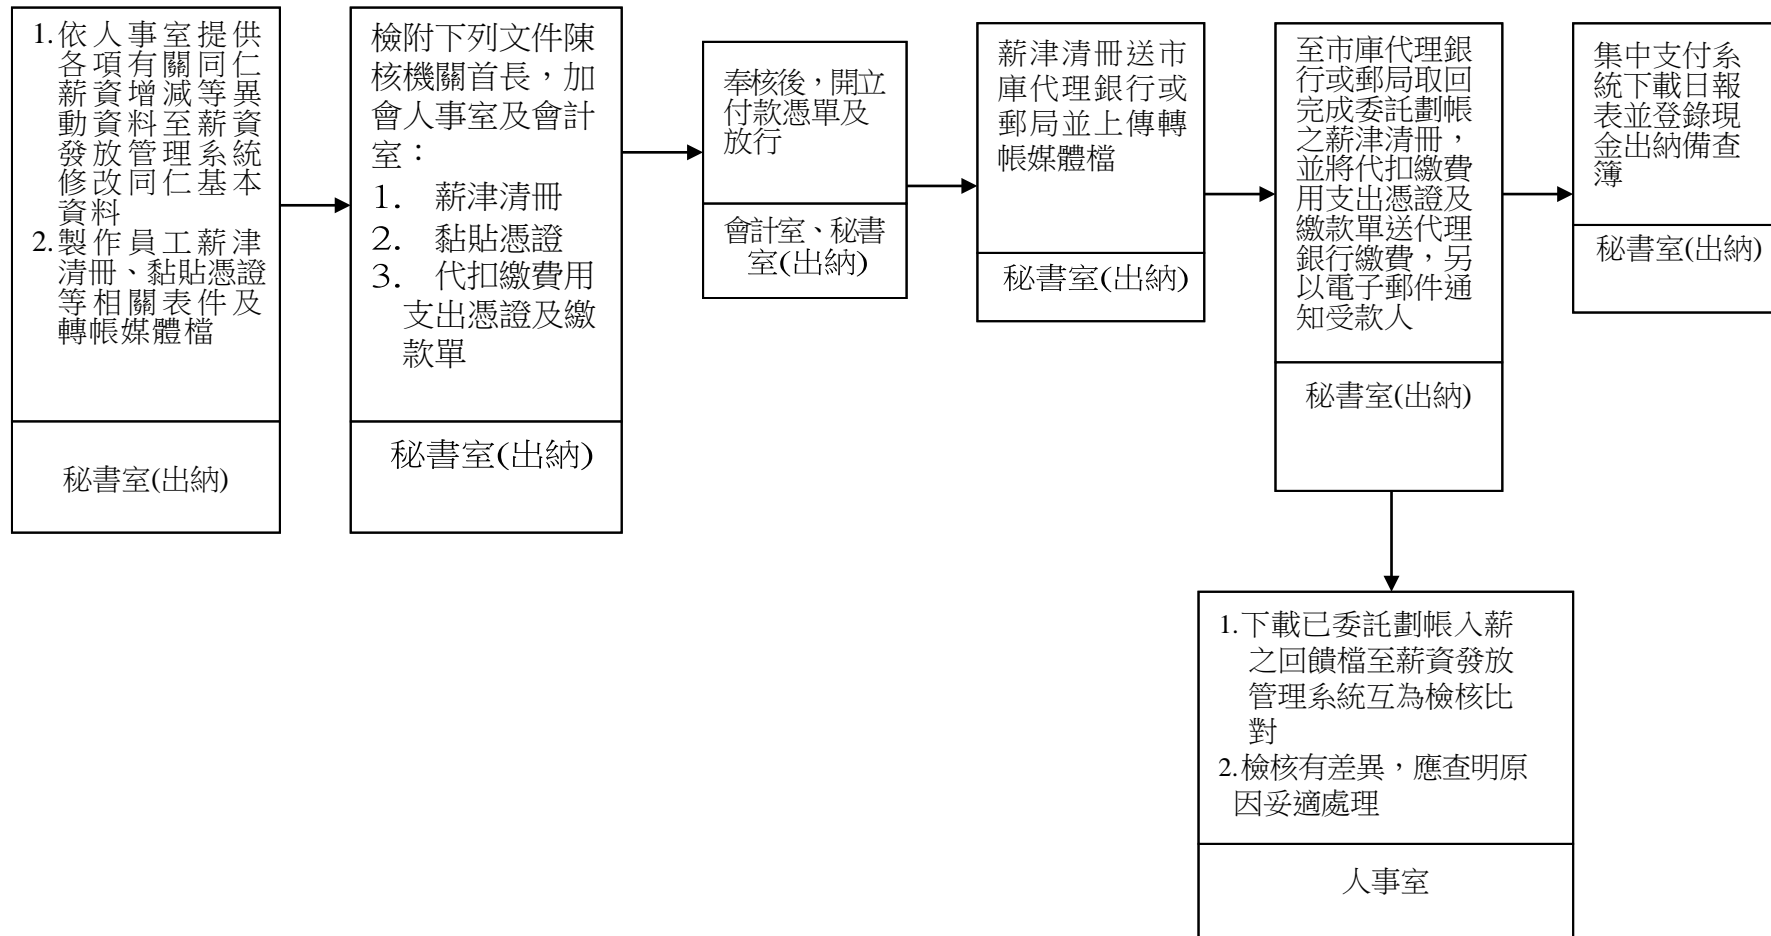 1.依人事室提供
各項有關同仁
薪資增減等異
動資料至薪資
發放管理系統
修改同仁基本
資料
2.製作員工薪津
清冊、黏貼憑證
等相關表件及
轉帳媒體檔
秘書室(出納)
檢附下列文件陳
核機關首長，加
會人事室及會計
室：
1. 薪津清冊
2. 黏貼憑證
3. 代扣繳費用
支出憑證及繳
款單
秘書室(出納)
奉核後，開立
付款憑單及
放行
會計室、秘書
室(出納)
薪津清冊送市
庫代理銀行或
郵局並上傳轉
帳媒體檔
秘書室(出納)
至市庫代理銀
行或郵局取回
完成委託劃帳
之薪津清冊，
並將代扣繳費
用支出憑證及
繳款單送代理
銀行繳費，另
以電子郵件通
知受款人
秘書室(出納)
集中支付系
統下載日報
表並登錄現
金出納備查
簿
秘書室(出納)
1.下載已委託劃帳入薪
之回饋檔至薪資發放
管理系統互為檢核比
對
2.檢核有差異，應查明原
因妥適處理
人事室